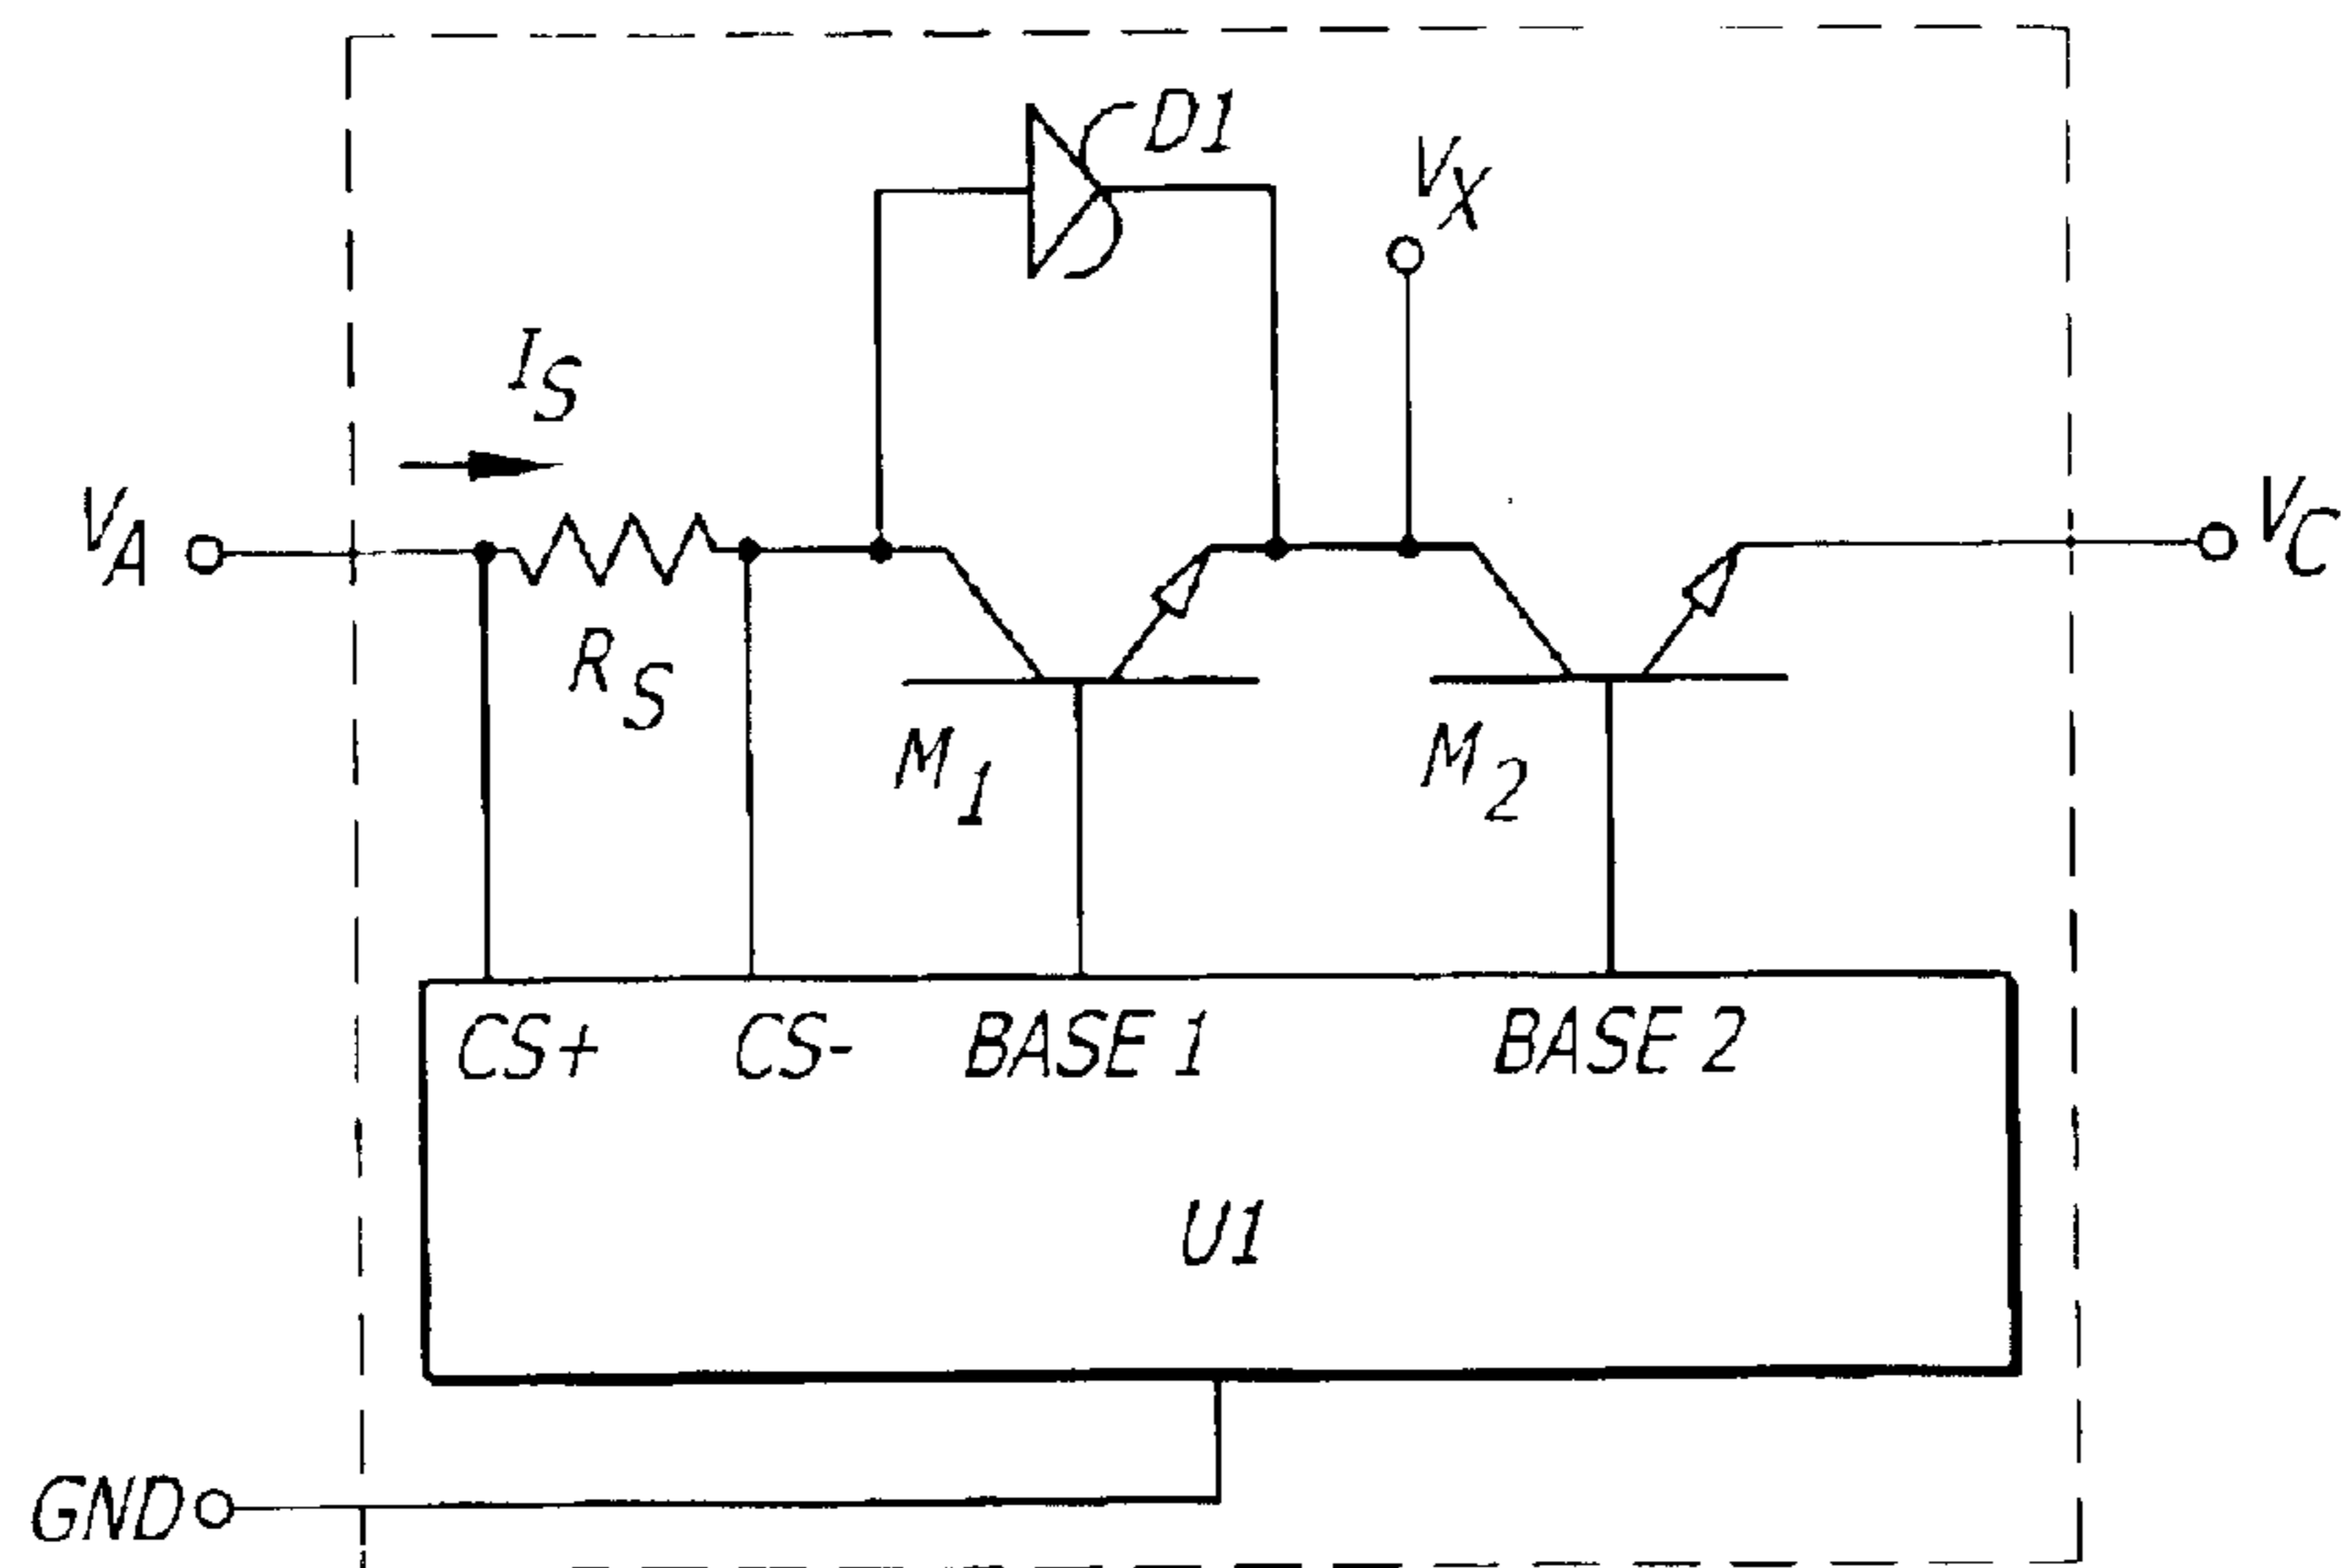 D1
VX
IS
VA
VC
RS
M1
M2
CS+ CS- BASE 1 BASE 2
U1
GND